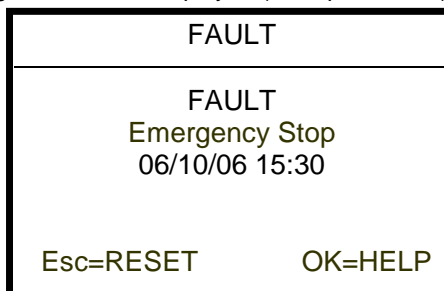 FAULT
FAULT
Emergency Stop
06/10/06 15:30
Esc=RESET OK=HELP